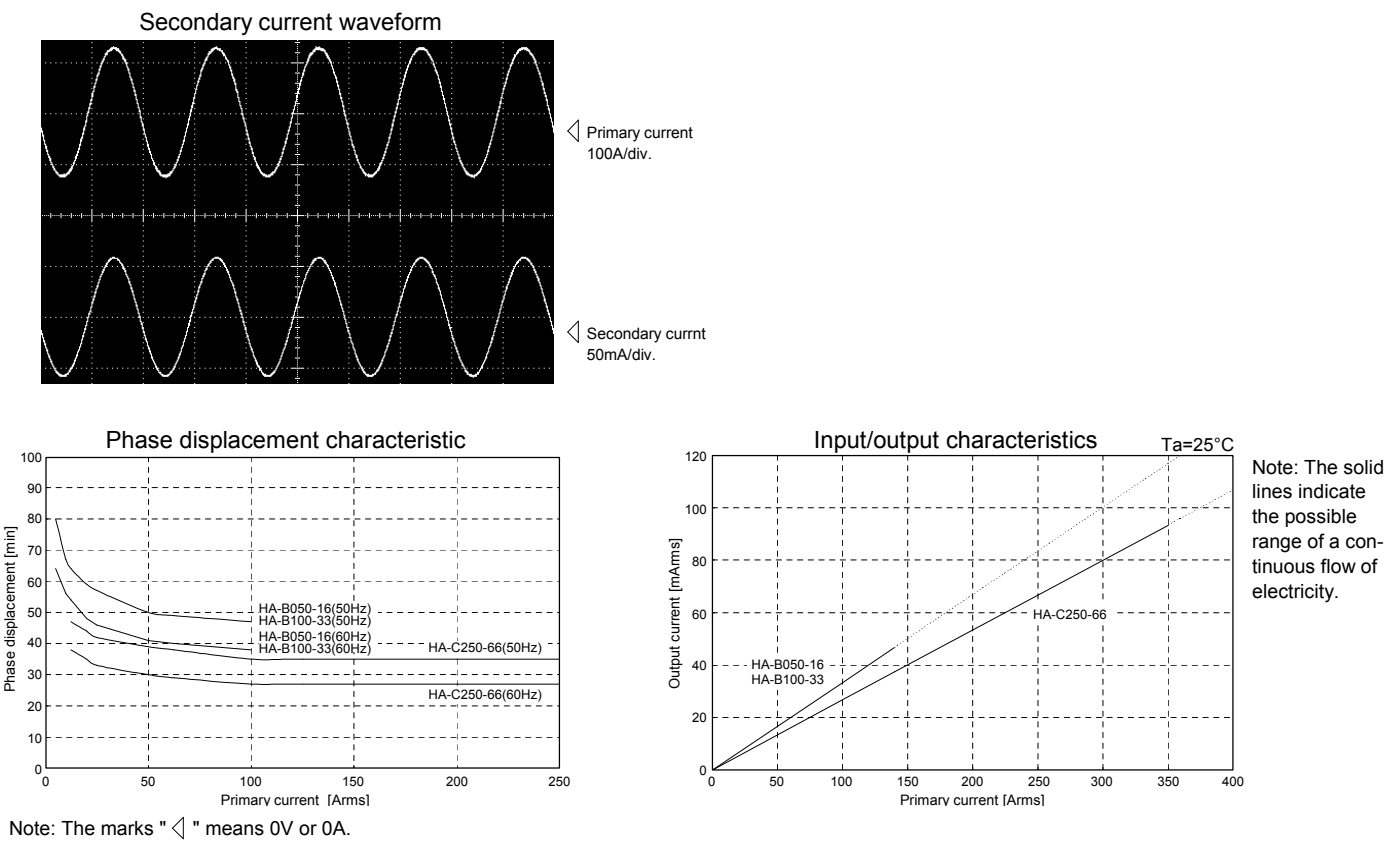 Secondary current waveform
Primary current
100A/div.
Secondary currnt
50mA/div.
Phase displacement characteristic
Phase displacement [min]
100
90
80
70
60
50
40
30
20
10
0
0
50
100
150
200
250
Primary current [Arms]
HA-B050-16(50Hz)
HA-B100-33(50Hz)
HA-B050-16(60Hz)
HA-B100-33(60Hz)
HA-C250-66(50Hz)
HA-C250-66(60Hz)
Input/output characteristics
Ta=25°C
Output current [mArms]
120
100
80
60
40
20
0
0
50
100
150
200
250
300
350
400
Primary current [Arms]
HA-C250-66
HA-B050-16
HA-B100-33
Note: The solid
lines indicate
the possible
range of a con-
tinuous flow of
electricity.
Note: The marks " ◁ " means 0V or 0A.